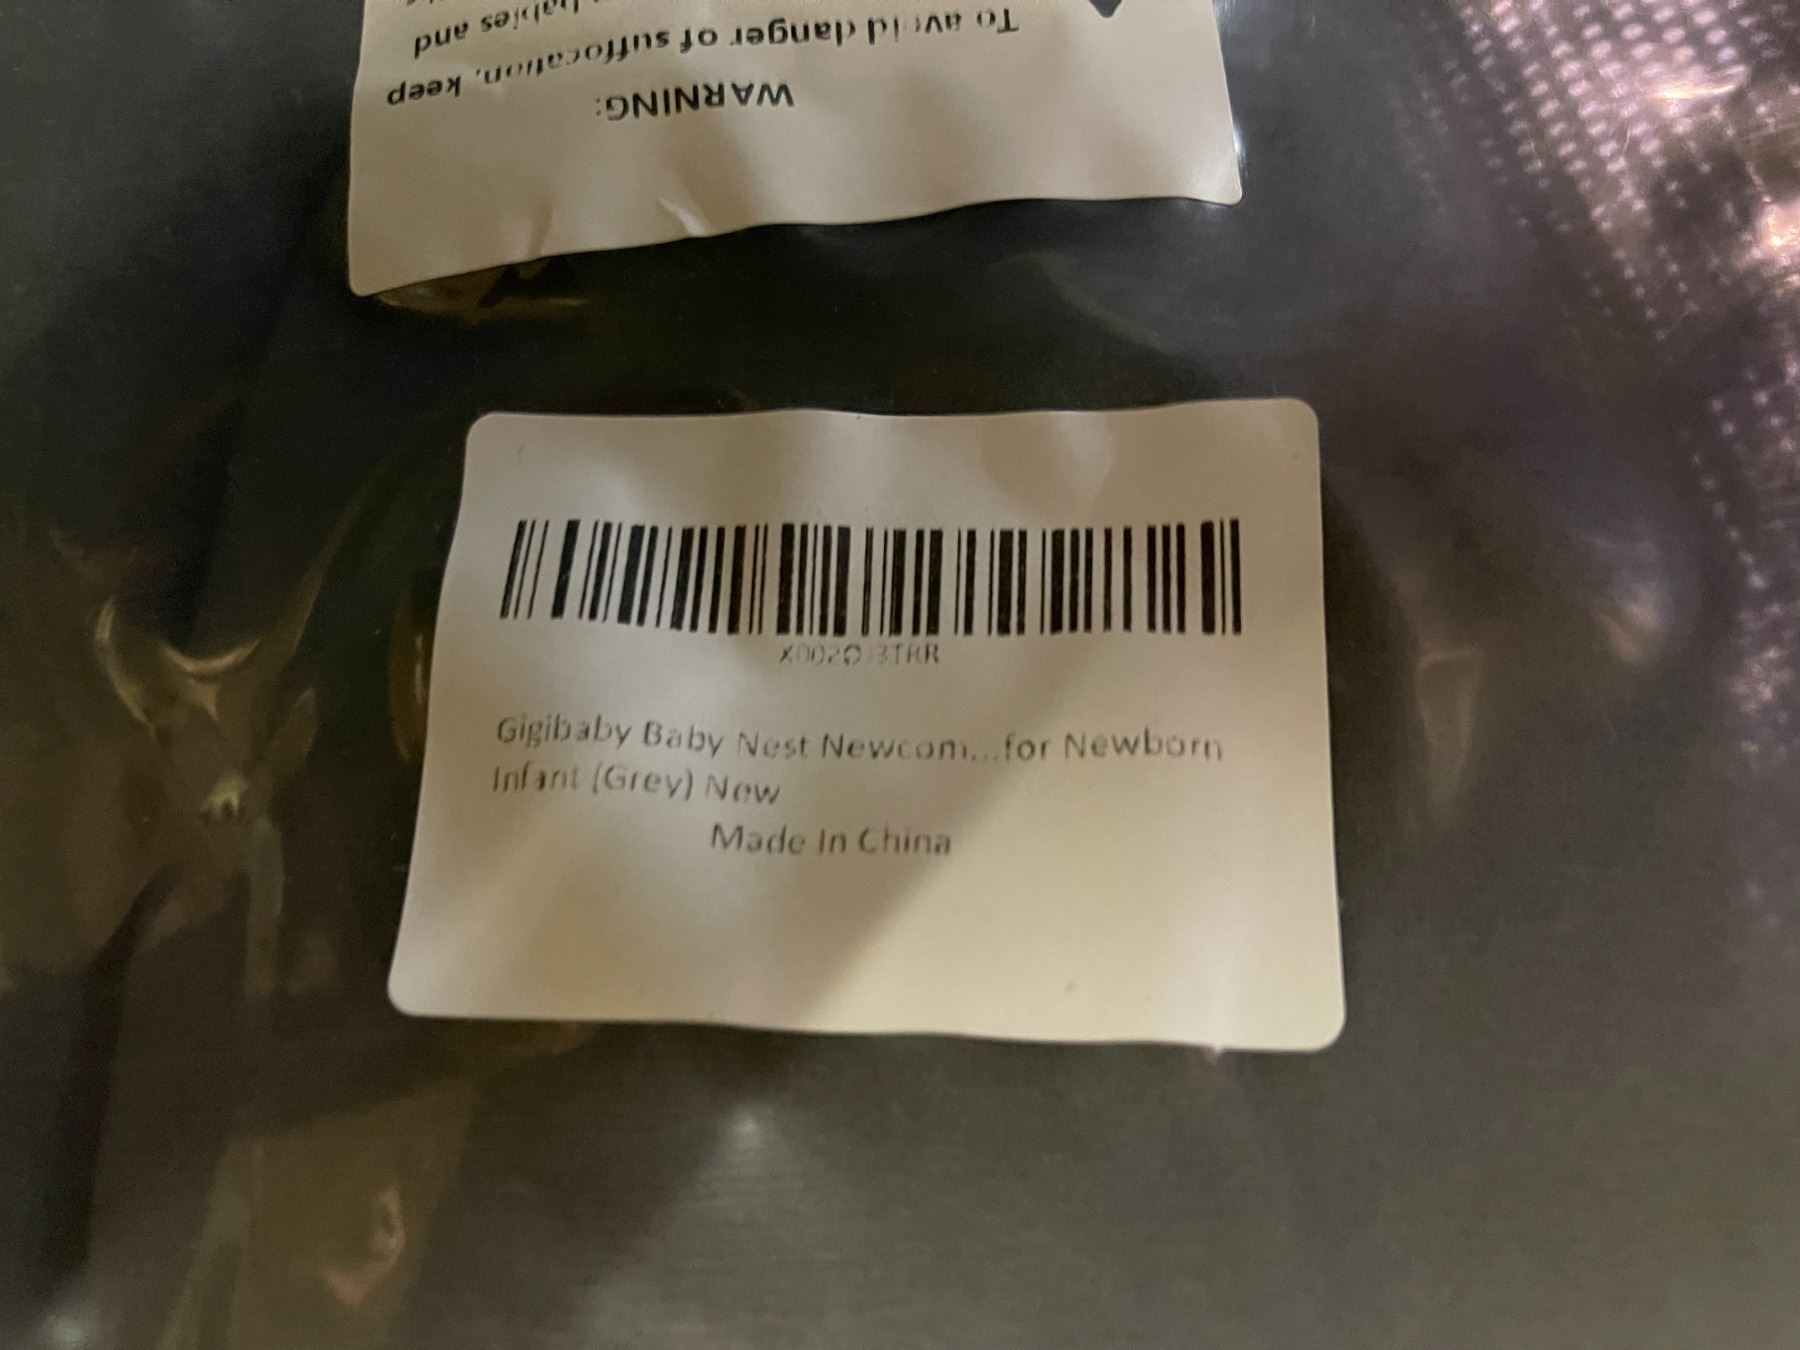 To avoid danger of suffocation, keep
babies and
WARNING:
Gigibaby Baby Nest Newcom...for Newborn
Infant (Grey) New
Made In China